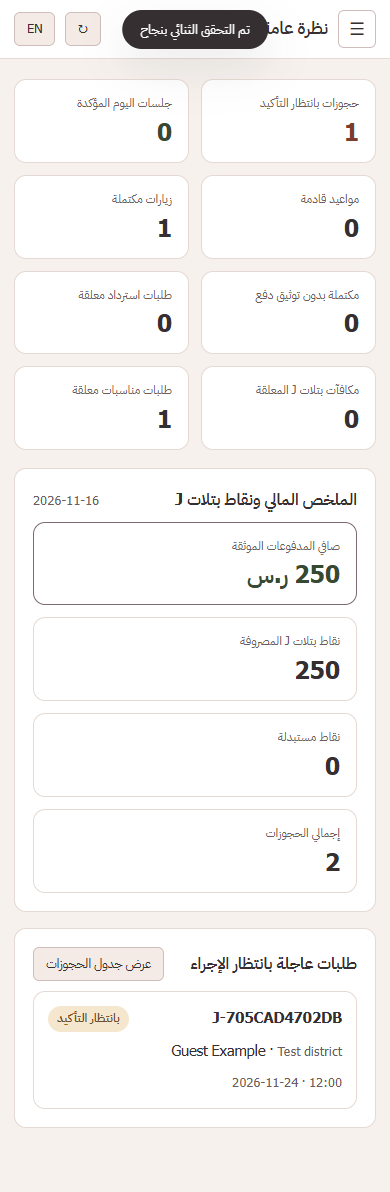 ☰
نظرة عامة
تم التحقق الثنائي بنجاح
↻
EN
حجوزات بانتظار التأكيد
1
جلسات اليوم المؤكدة
0
مواعيد قادمة
0
زيارات مكتملة
1
مكتملة بدون توثيق دفع
0
طلبات استرداد معلقة
0
مكافآت بتلات J المعلقة
0
طلبات مناسبات معلقة
1
الملخص المالي ونقاط بتلات J
2026-11-16
صافي المدفوعات الموثقة
250 ر.س
نقاط بتلات J المصروفة
250
نقاط مستبدلة
0
إجمالي الحجوزات
2
طلبات عاجلة بانتظار الإجراء
عرض جدول الحجوزات
J-705CAD4702DB
بانتظار التأكيد
Guest Example · Test district
2026-11-24 · 12:00